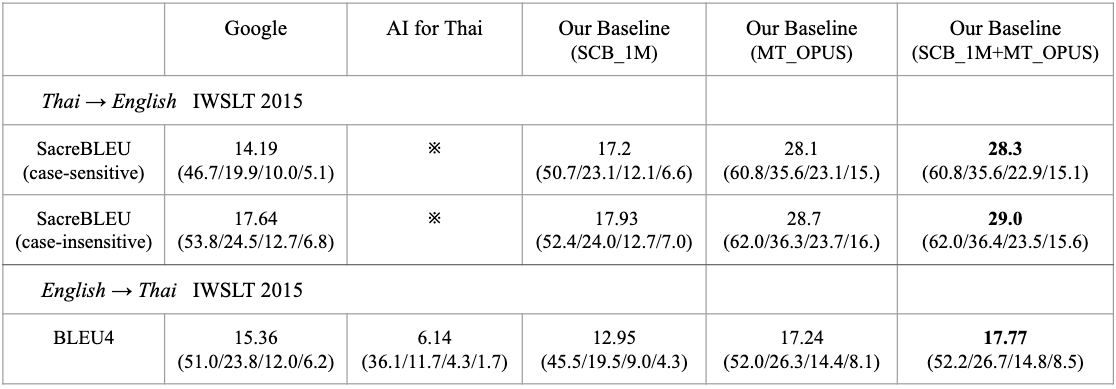 Google
AI for Thai
Our Baseline
(SCB_1M)
Our Baseline
(MT_OPUS)
Our Baseline
(SCB_1M+MT_OPUS)
Thai → English IWSLT 2015
SacreBLEU
(case-sensitive)
14.19
(46.7/19.9/10.0/5.1)
※
17.2
(50.7/23.1/12.1/6.6)
28.1
(60.8/35.6/23.1/15.)
28.3
(60.8/35.6/22.9/15.1)
SacreBLEU
(case-insensitive)
17.64
(53.8/24.5/12.7/6.8)
※
17.93
(52.4/24.0/12.7/7.0)
28.7
(62.0/36.3/23.7/16.)
29.0
(62.0/36.4/23.5/15.6)
English → Thai IWSLT 2015
BLEU4
15.36
(51.0/23.8/12.0/6.2)
6.14
(36.1/11.7/4.3/1.7)
12.95
(45.5/19.5/9.0/4.3)
17.24
(52.0/26.3/14.4/8.1)
17.77
(52.2/26.7/14.8/8.5)